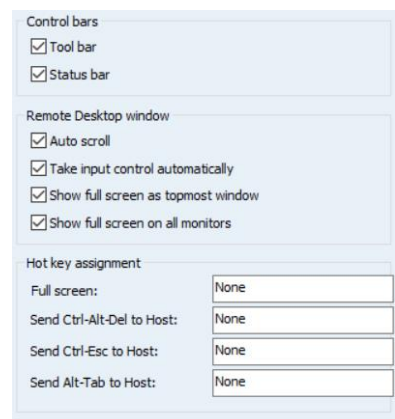 Control bars
Tool bar
Status bar
Remote Desktop window
Auto scroll
Take input control automatically
Show full screen as topmost window
Show full screen on all monitors
Hot key assignment
Full screen: None
Send Ctrl-Alt-Del to Host: None
Send Ctrl-Esc to Host: None
Send Alt-Tab to Host: None